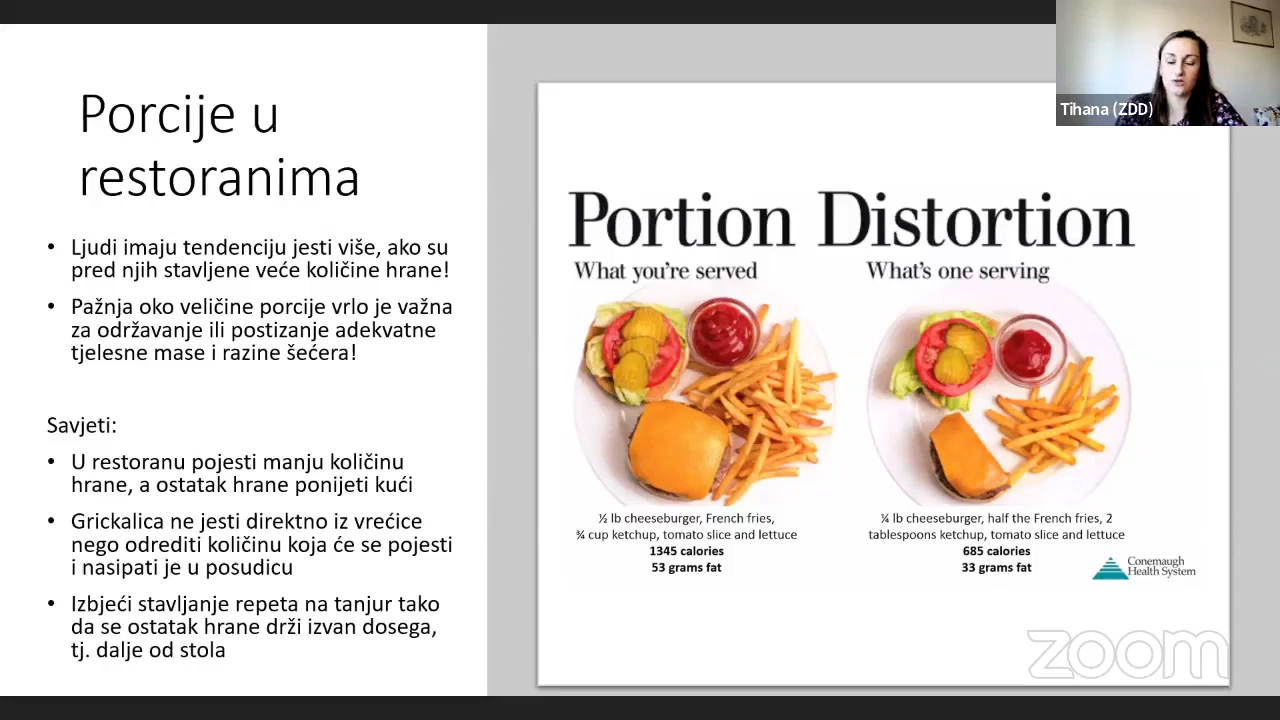 Porcije u
restoranima
• Ljudi imaju tendenciju jesti više, ako su
pred njih stavljene veće količine hrane!
• Pažnja oko veličine porcije vrlo je važna
za održavanje ili postizanje adekvatne
tjelesne mase i razine šećera!
Savjeti:
• U restoranu pojesti manju količinu
hrane, a ostatak hrane ponijeti kući
• Grickalica ne jesti direktno iz vrećice
nego odrediti količinu koja će se pojesti
i nasipati je u posudicu
• Izbjeći stavljanje repeta na tanjur tako
da se ostatak hrane drži izvan dosega,
tj. dalje od stola
Portion Distortion
What you're served
½ lb cheeseburger, French fries,
¾ cup ketchup, tomato slice and lettuce
1345 calories
53 grams fat
What's one serving
¼ lb cheeseburger, half the French fries, 2
tablespoons ketchup, tomato slice and lettuce
685 calories
33 grams fat
Conemaugh
Health System
Tihana (ZDD)
zoom